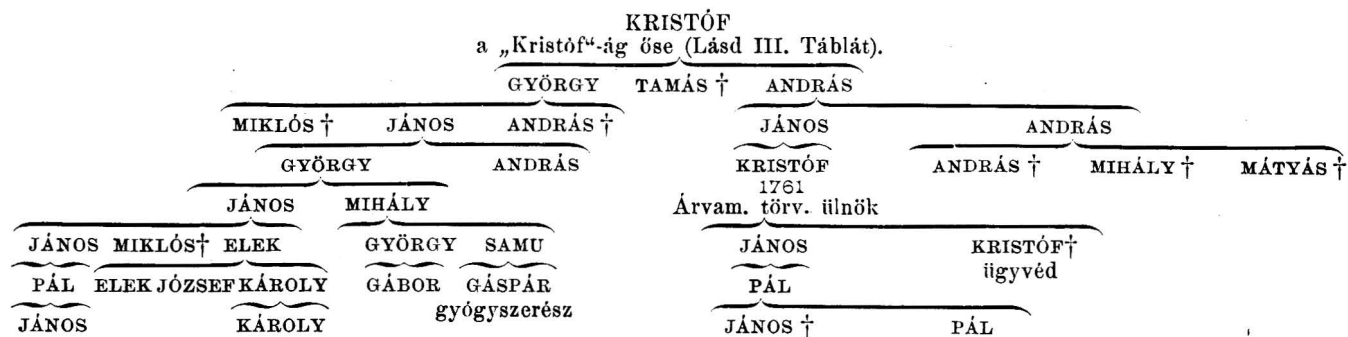 KRISTÓF
a „Kristóf“-ág őse (Lásd III. Táblát).
GYÖRGY TAMÁS † ANDRÁS
MIKLÓS † JÁNOS ANDRÁS † JÁNOS ANDRÁS
GYÖRGY ANDRÁS KRISTÓF ANDRÁS † MIHÁLY † MÁTYÁS †
1761
JÁNOS MIHÁLY Árvam. törv. ülnök
JÁNOS MIKLÓS† ELEK GYÖRGY SAMU JÁNOS KRISTÓF†
ügyvéd
PÁL ELEK JÓZSEF KÁROLY GÁBOR GÁSPÁR PÁL
gyógyszerész
JÁNOS KÁROLY JÁNOS † PÁL